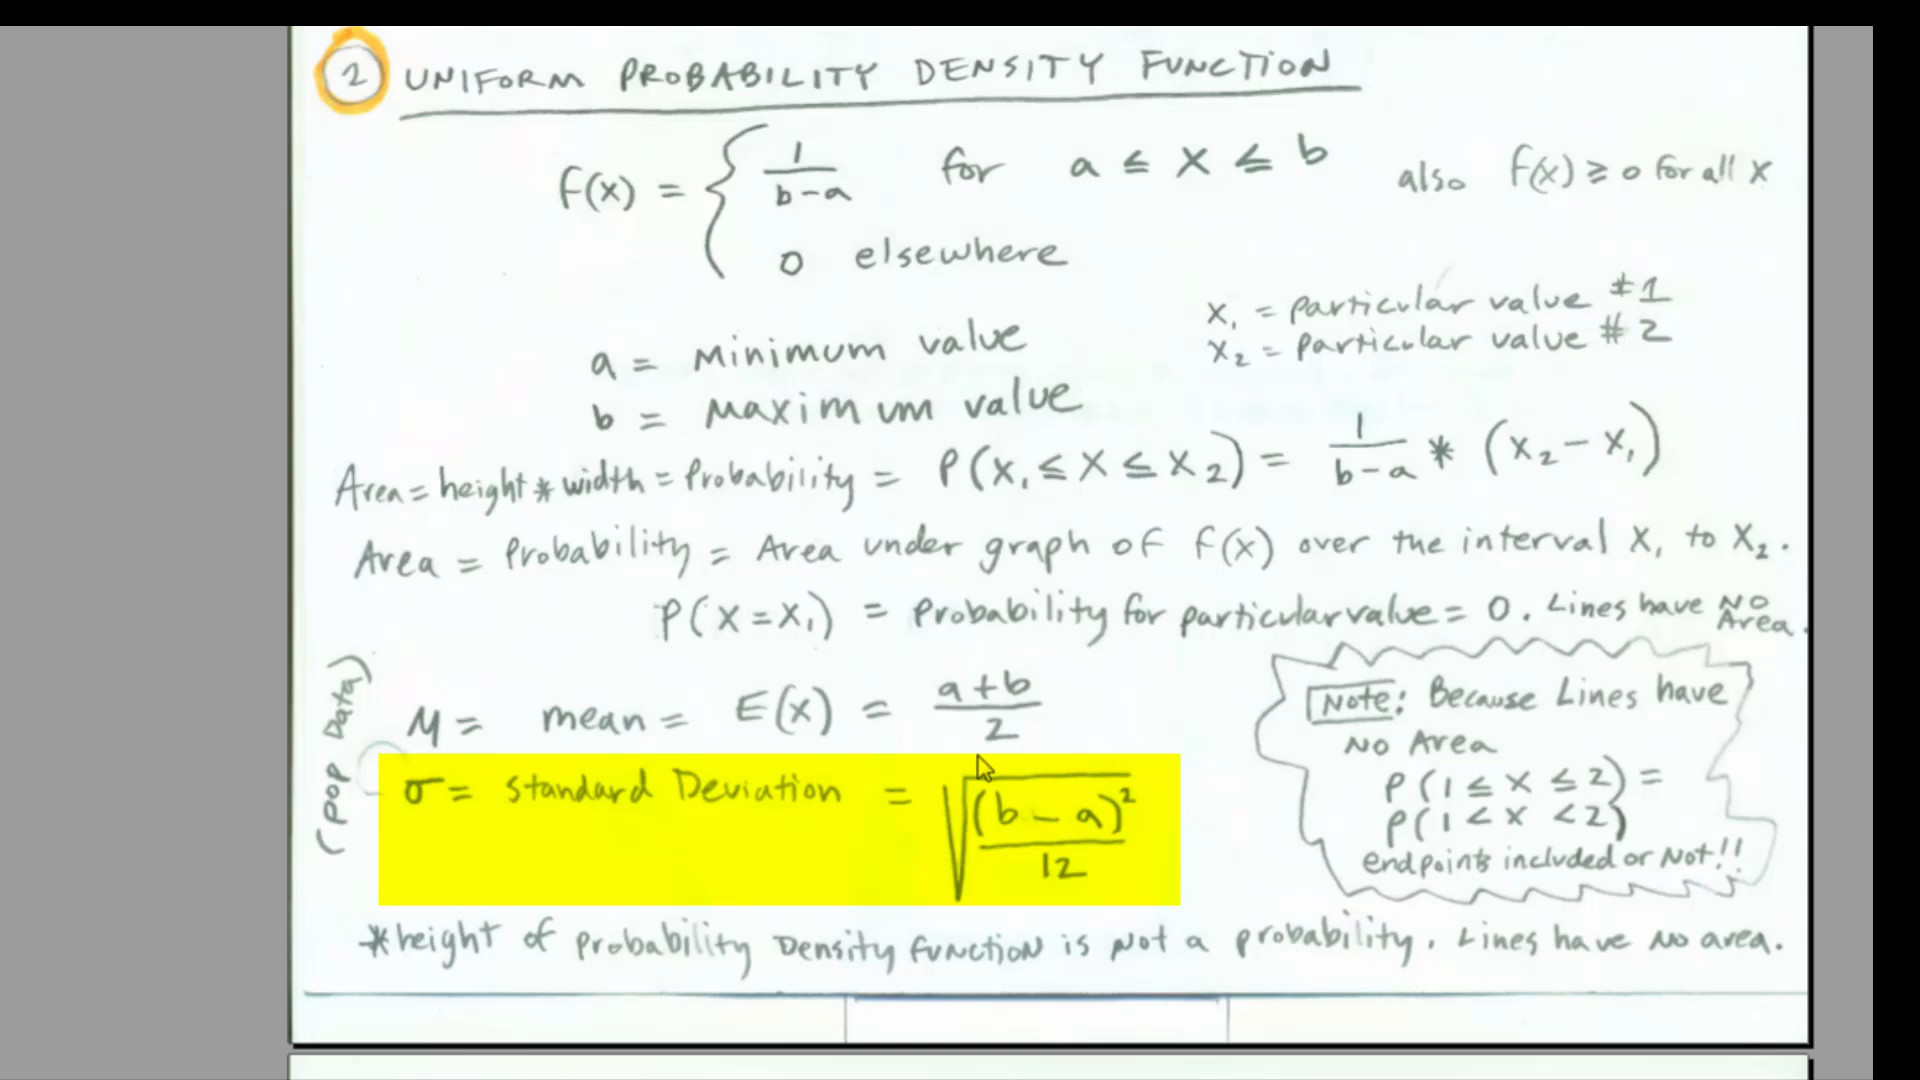 2 UNIFORM PROBABILITY DENSITY FUNCTION
f(x) = { 1/(b-a) for a ≤ X ≤ b also f(x) ≥ 0 for all X
0 elsewhere
X₁ = particular value #1
X₂ = particular value #2
a = Minimum value
b = Maximum value
Area = height * width = Probability = P(X₁ ≤ X ≤ X₂) = 1/(b-a) * (X₂ - X₁)
Area = Probability = Area under graph of f(x) over the interval X₁ to X₂.
P(X = X₁) = Probability for particular value = 0. Lines have NO Area.
(POP Data)
μ = mean = E(x) = (a+b)/2
σ = Standard Deviation = √((b-a)²/12)
Note: Because Lines have
NO Area
P(1 ≤ X ≤ 2) =
P(1 < X < 2)
endpoints included or Not!!
*height of Probability Density Function is Not a probability. Lines have No area.